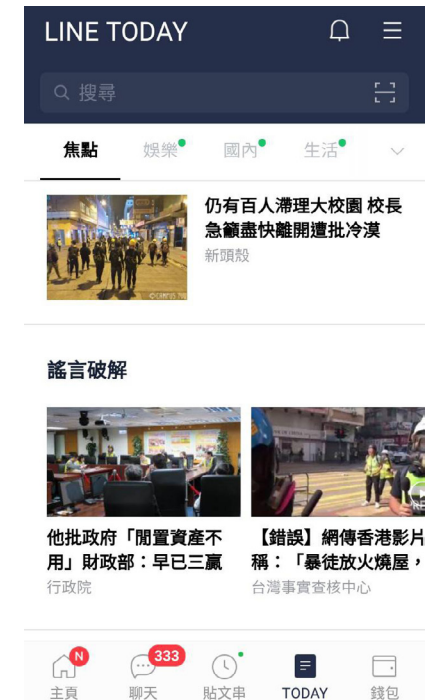 LINE TODAY
搜尋
焦點
娛樂
國內
生活
仍有百人滯理大校園 校長
急籲盡快離開遭批冷漠
新頭殼
謠言破解
他批政府「閒置資產不
用」財政部：早已三贏
行政院
【錯誤】網傳香港影片
稱：「暴徒放火燒屋，
台灣事實查核中心
N
333
主頁
聊天
貼文串
TODAY
錢包